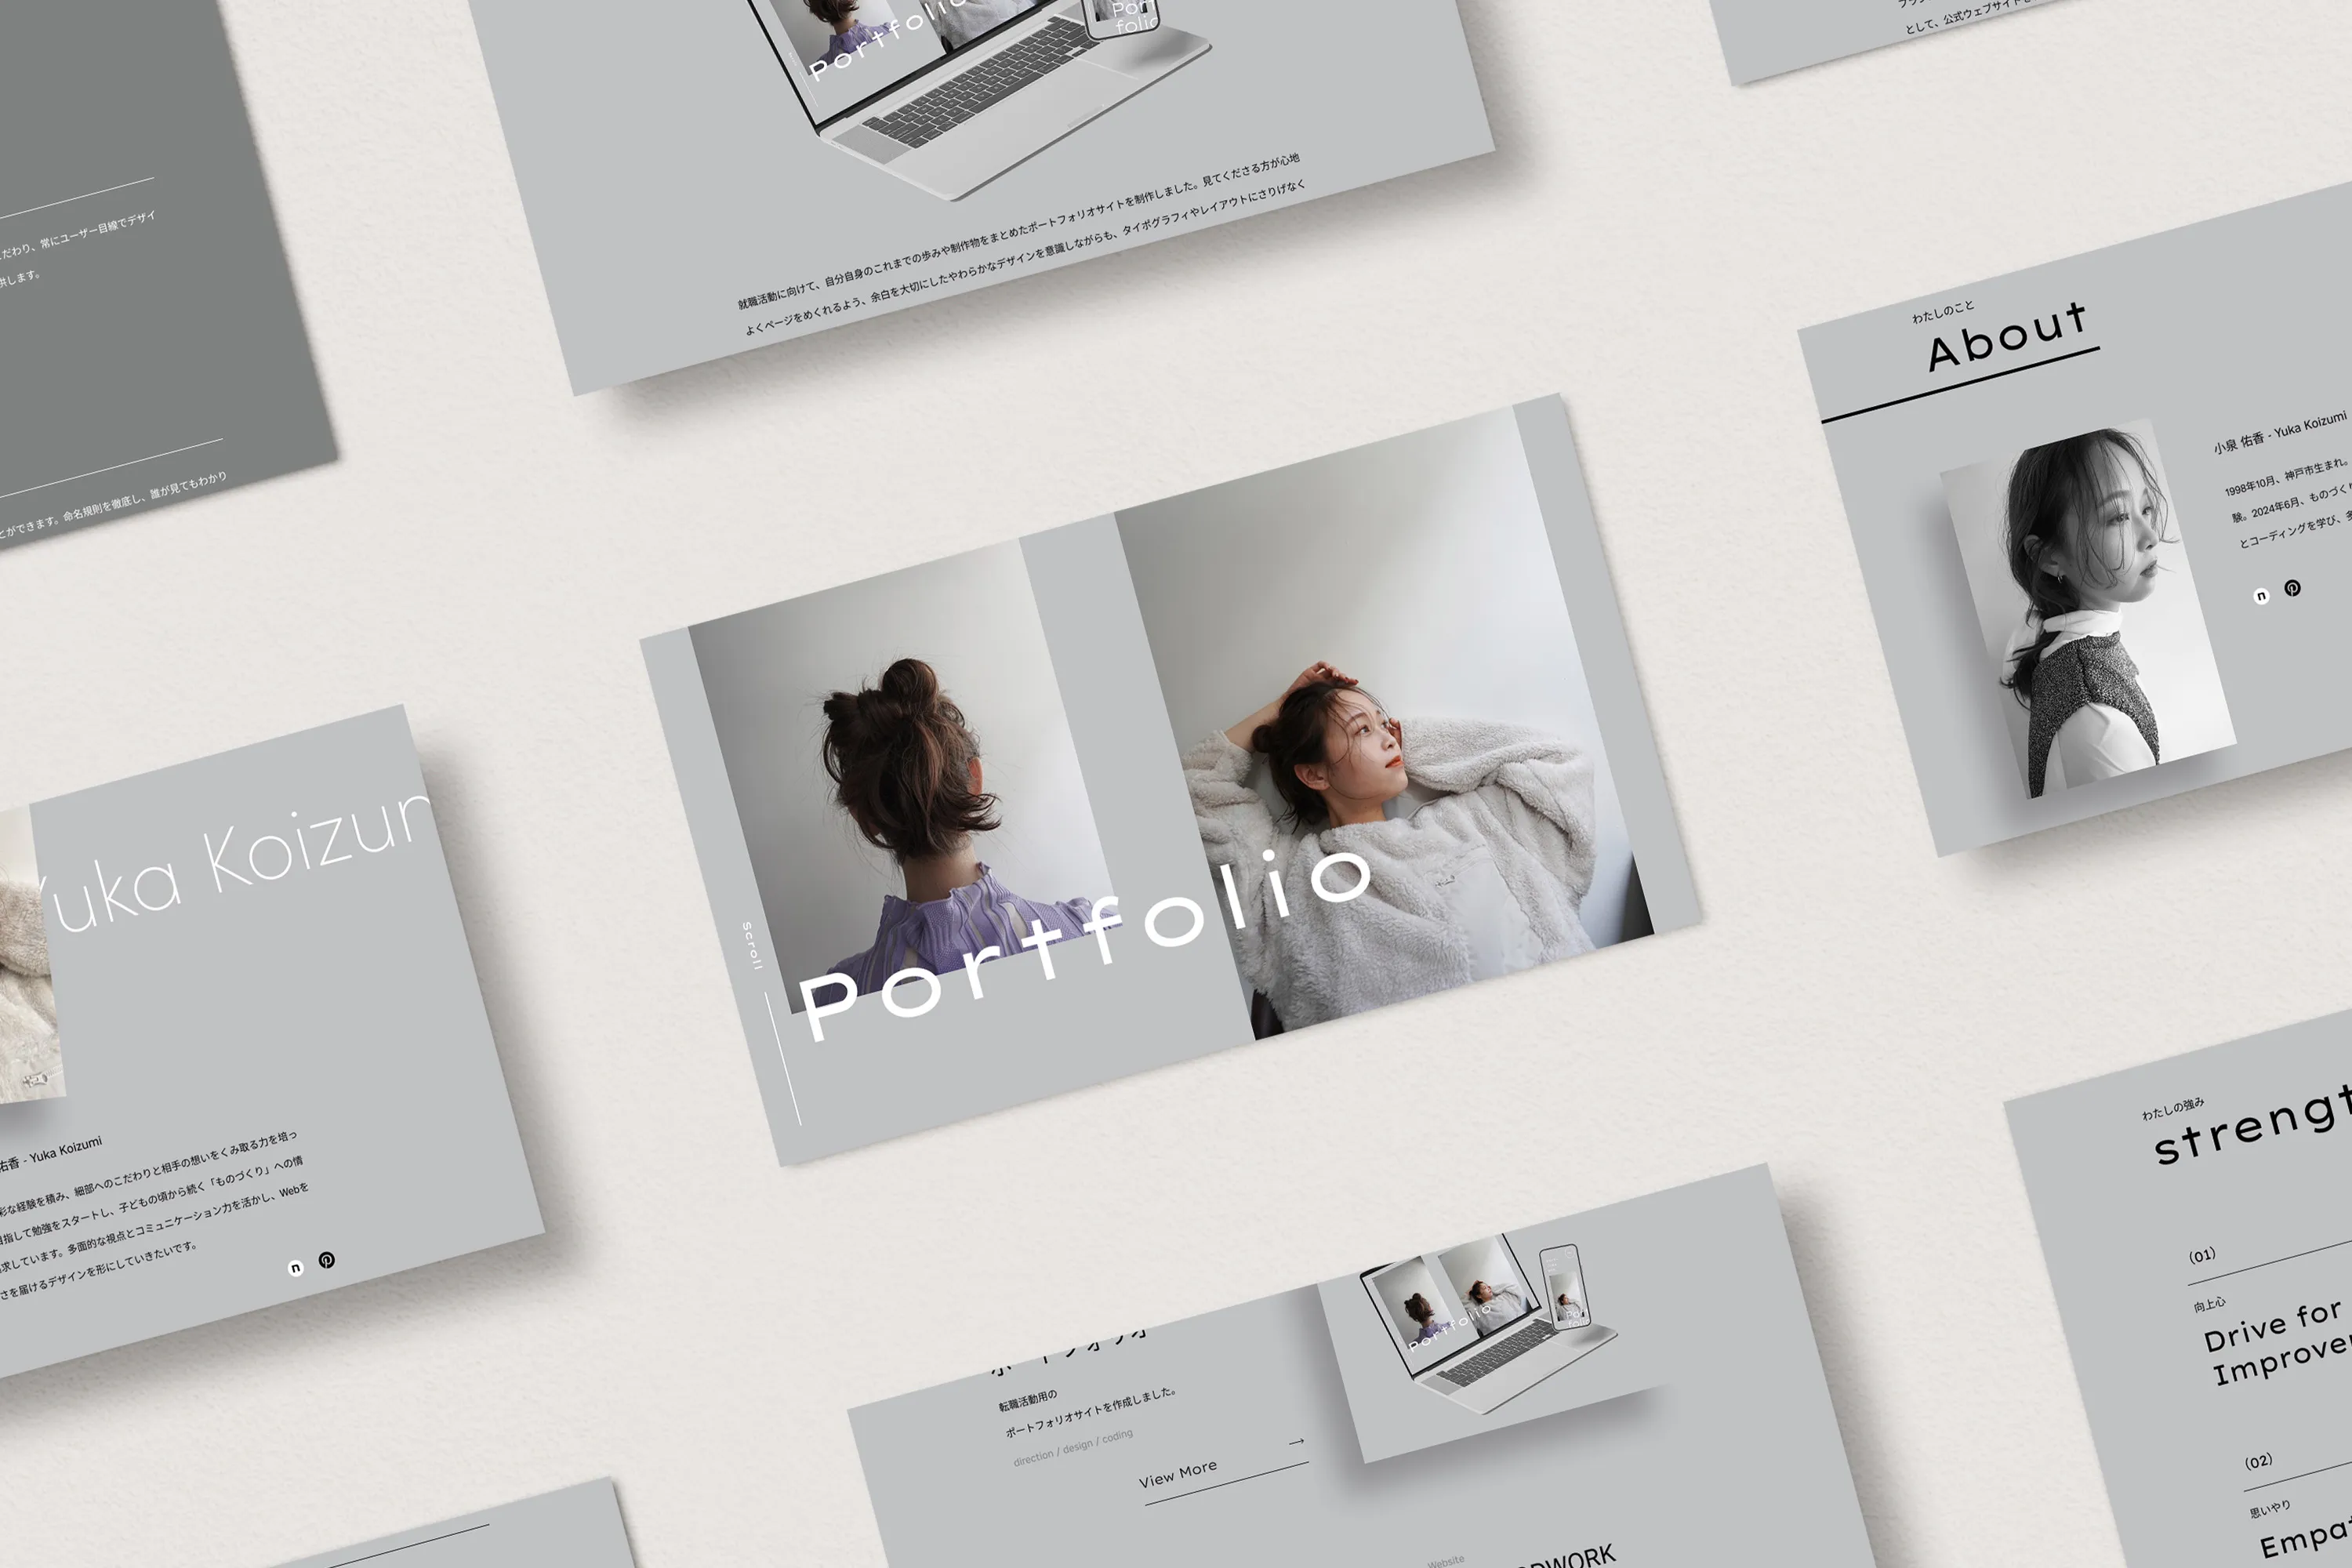 だわり、常にユーザー目線でデザイ
供します。
とができます。命名規則を徹底し、誰が見てもわかり
Portfolio
Port
folio
就職活動に向けて、自分自身のこれまでの歩みや制作物をまとめたポートフォリオサイトを制作しました。見てくださる方が心地
よくページをめくれるよう、余白を大切にしたやわらかなデザインを意識しながらも、タイポグラフィやレイアウトにさりげなく
として、公式ウェブサイト
わたしのこと
About
小泉 佑香 - Yuka Koizumi
1998年10月、神戸市生まれ。
験。2024年6月、ものづく
とコーディングを学び、
n
Scroll
Portfolio
Yuka Koizum
佑香 - Yuka Koizumi
彩な経験を積み、細部へのこだわりと相手の想いをくみ取る力を培っ
目指して勉強をスタートし、子どもの頃から続く「ものづくり」への情
求しています。多面的な視点とコミュニケーション力を活かし、Webを
さを届けるデザインを形にしていきたいです。
n
わたしの強み
strengt
(01)
向上心
Drive for
Improve
(02)
思いやり
Empat
ポートフォリオ
転職活動用の
ポートフォリオサイトを作成しました。
direction / design / coding
View More →
Portfolio
Website
DWORK